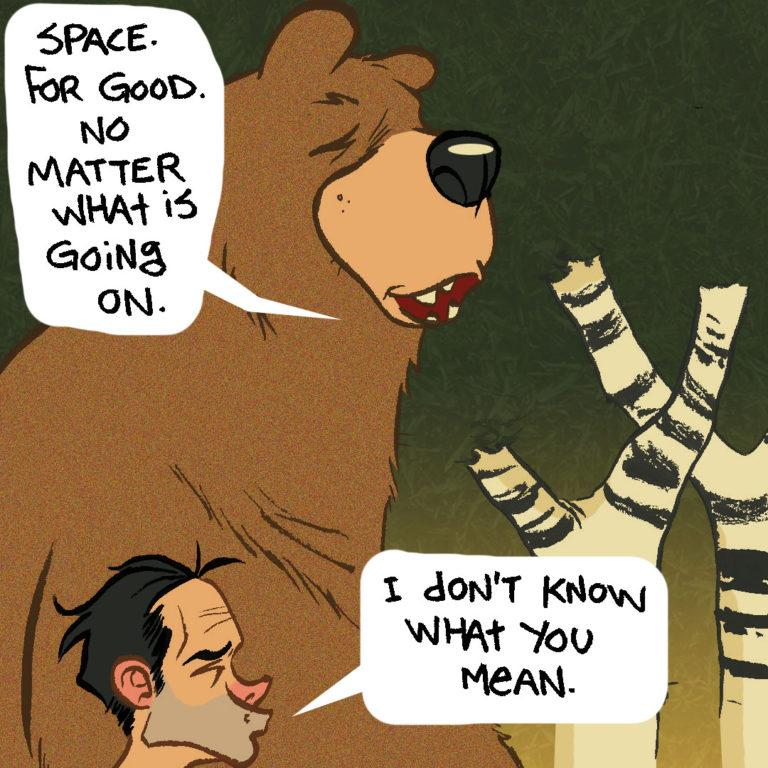 SPACE.
FOR GOOD.
NO
MATTER
WHAT iS
GOiNg
ON.
I dON'T KNOW
WHAt YOU
MeAN.